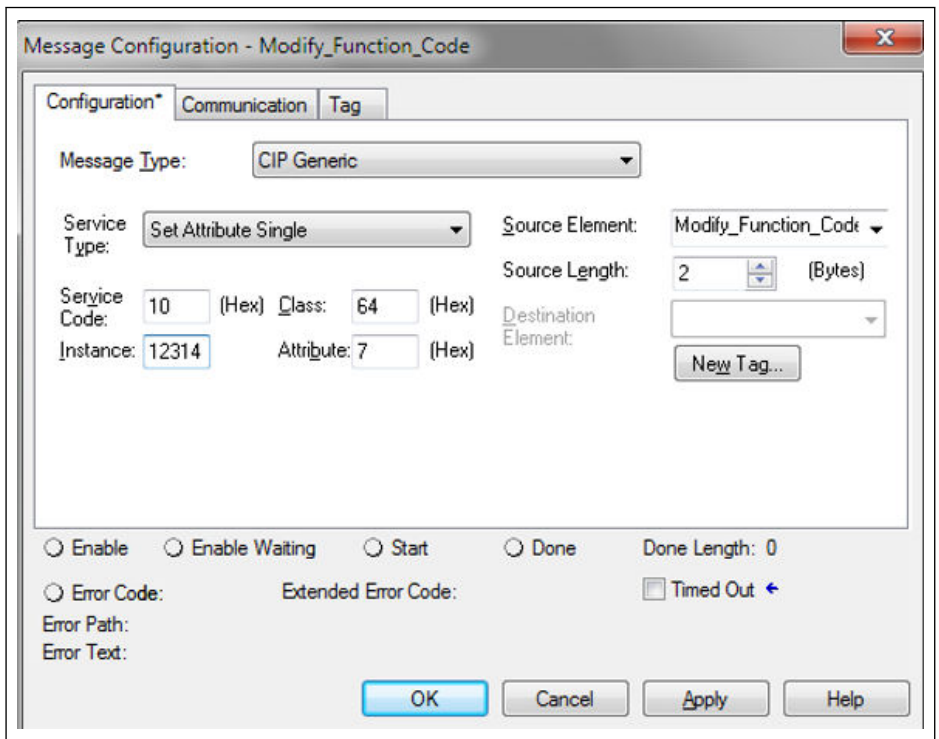 Message Configuration - Modify_Function_Code
Configuration* Communication Tag
Message Type: CIP Generic
Service Type: Set Attribute Single
Service Code: 10 (Hex) Class: 64 (Hex)
Instance: 12314 Attribute: 7 (Hex)
Source Element: Modify_Function_Code
Source Length: 2 (Bytes)
Destination Element:
New Tag...
Enable Enable Waiting Start Done Done Length: 0
Error Code: Extended Error Code: Timed Out
Error Path:
Error Text:
OK Cancel Apply Help